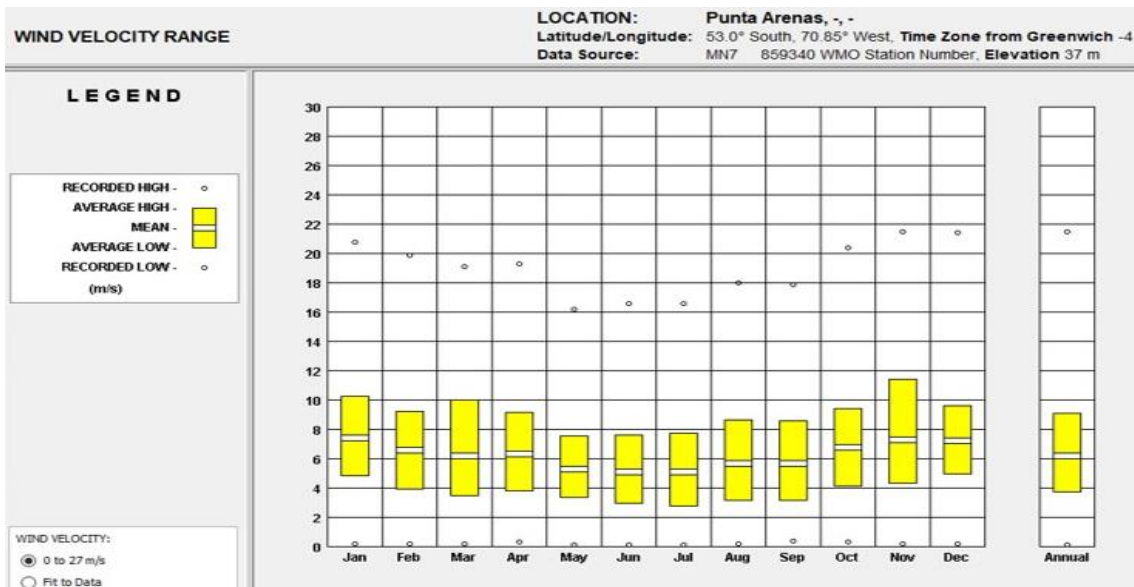 WIND VELOCITY RANGE
LOCATION: Punta Arenas, -, -
Latitude/Longitude: 53.0° South, 70.85° West, Time Zone from Greenwich -4
Data Source: MN7 859340 WMO Station Number, Elevation 37 m
LEGEND
RECORDED HIGH -
AVERAGE HIGH -
MEAN -
AVERAGE LOW -
RECORDED LOW -
(m/s)
WIND VELOCITY:
0 to 27 m/s
Fit to Data
30
28
26
24
22
20
18
16
14
12
10
8
6
4
2
0
Jan Feb Mar Apr May Jun Jul Aug Sep Oct Nov Dec Annual